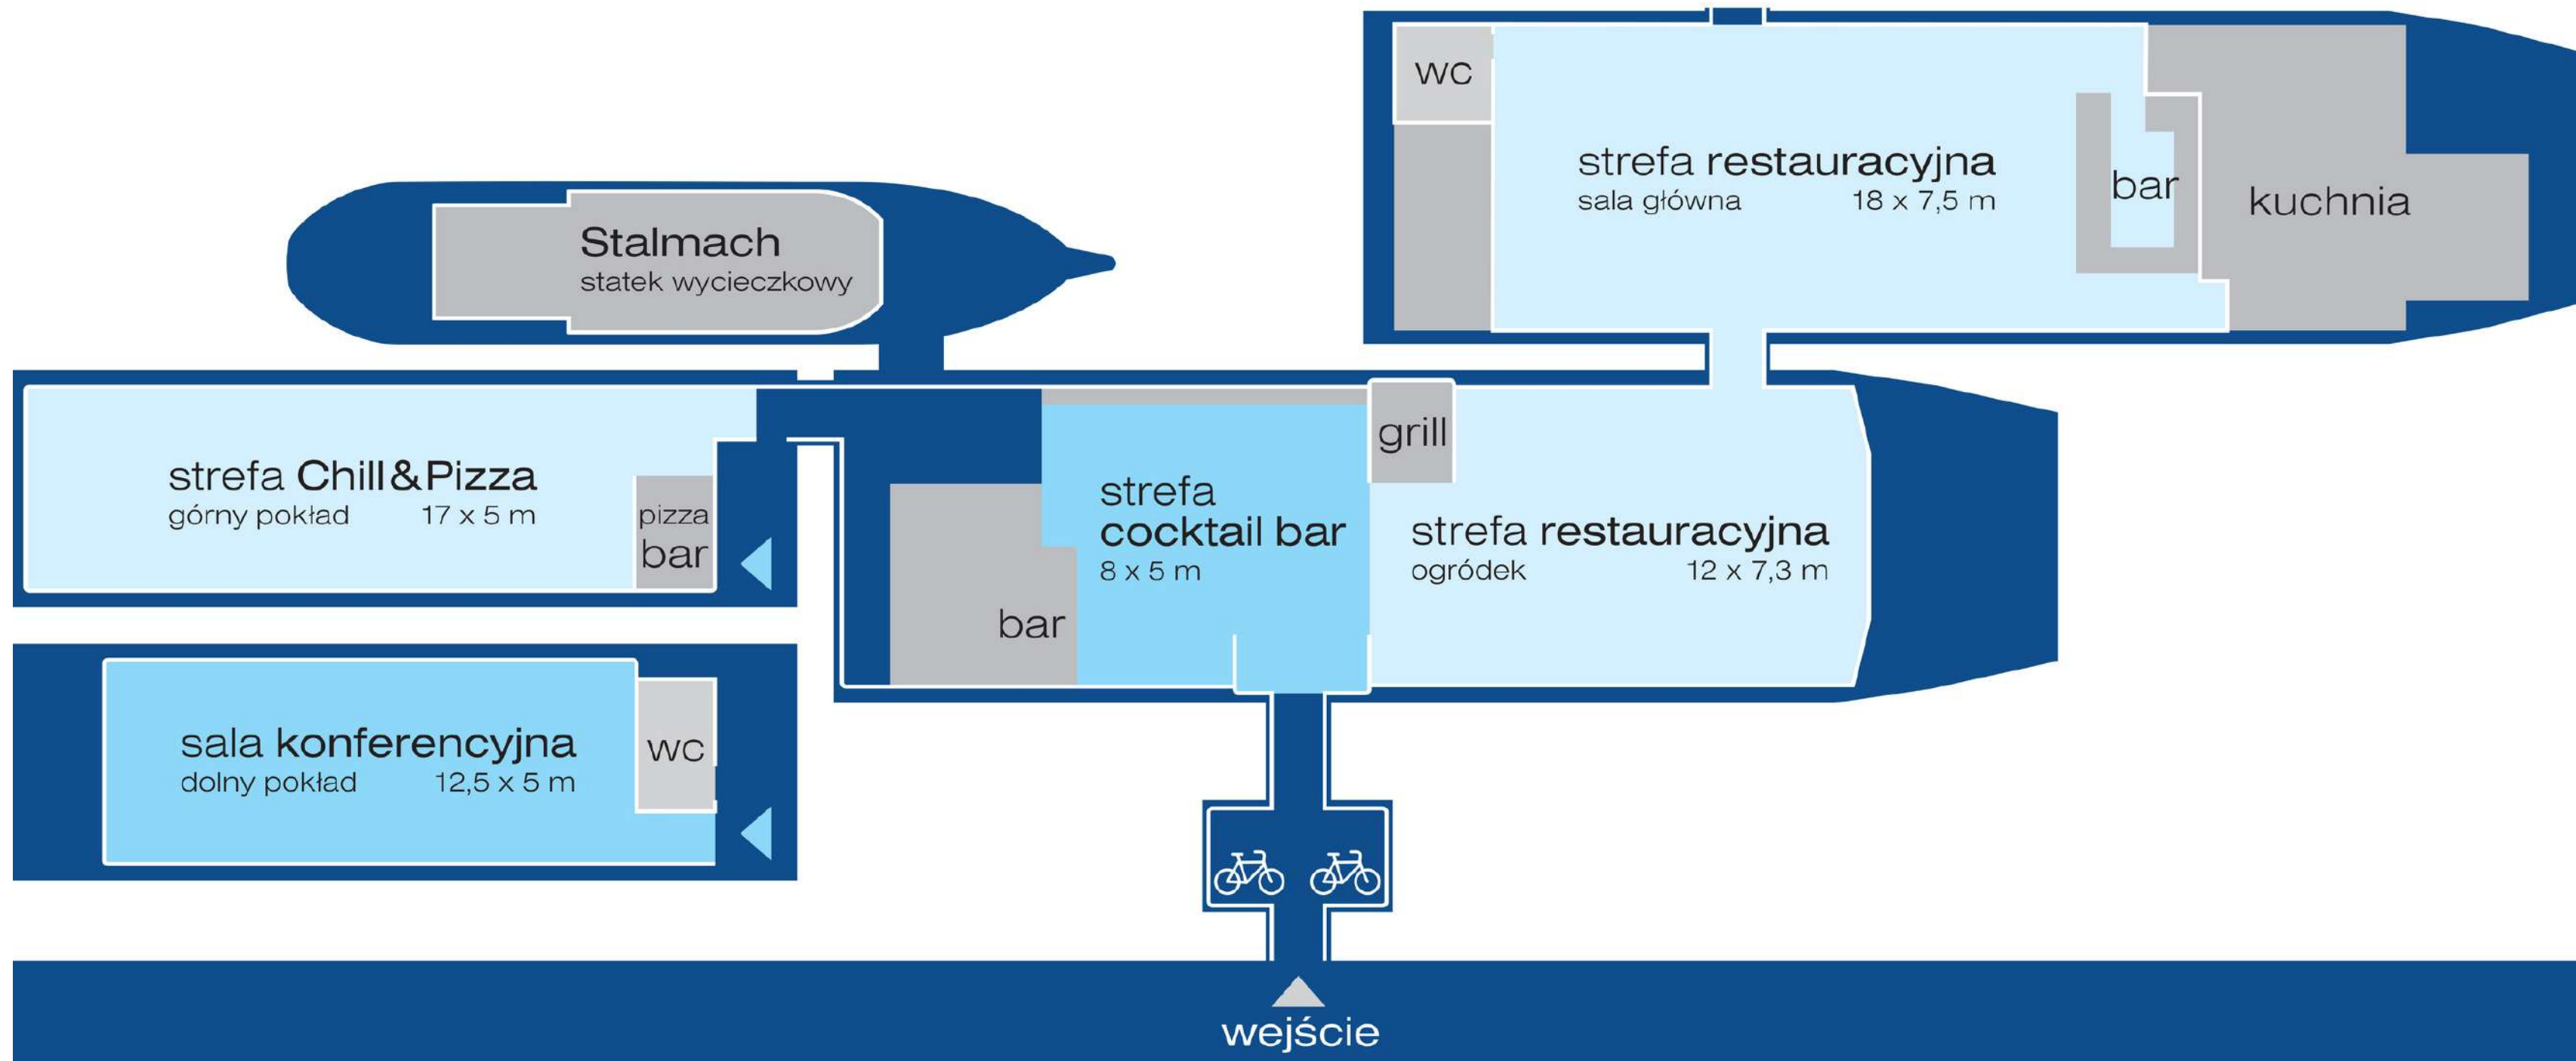 wc
strefa restauracyjna
sala główna 18 x 7,5 m
bar
kuchnia
Stalmach
statek wycieczkowy
strefa Chill&Pizza
górny pokład 17 x 5 m
pizza
bar
grill
strefa
cocktail bar
8 x 5 m
bar
strefa restauracyjna
ogródek 12 x 7,3 m
sala konferencyjna
dolny pokład 12,5 x 5 m
wc
wejście